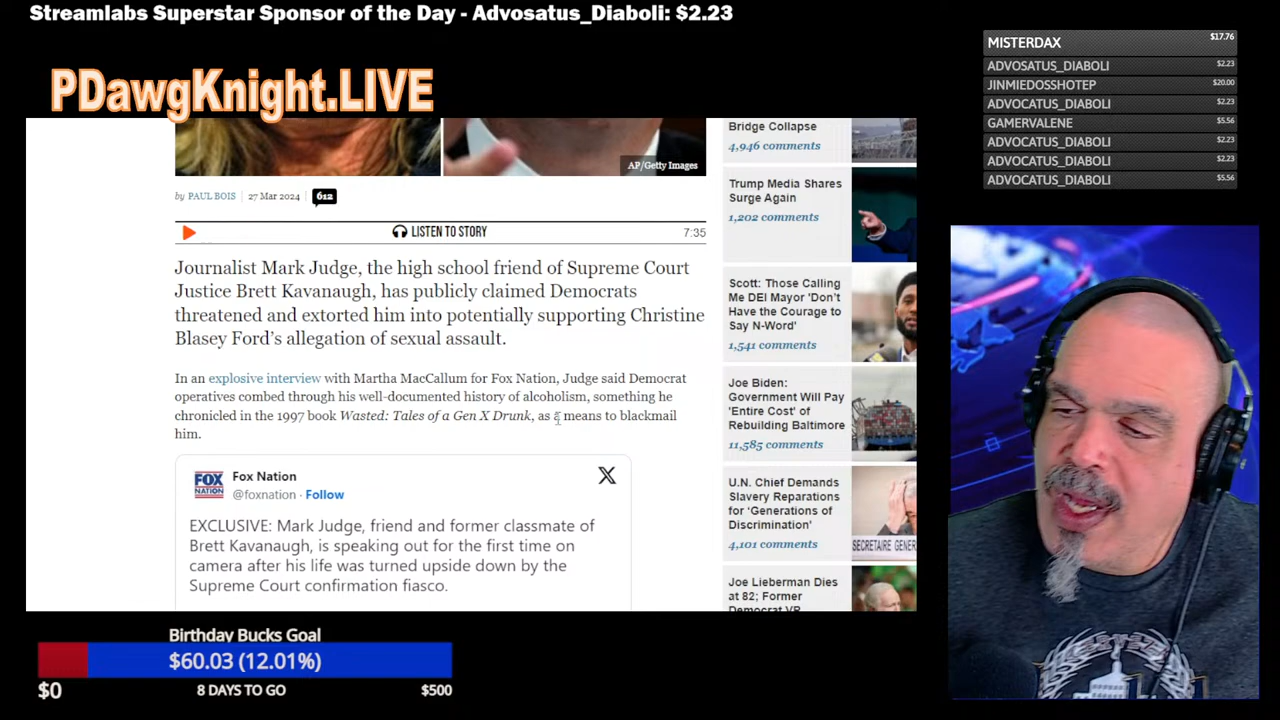 Streamlabs Superstar Sponsor of the Day - Advosatus_Diaboli: $2.23
PDawgKnight.LIVE
MISTERDAX $17.76
ADVOSATUS_DIABOLI $2.23
JINMIEDOSSHOTEP $20.00
ADVOCATUS_DIABOLI $2.23
GAMERVALENE $5.56
ADVOCATUS_DIABOLI $2.23
ADVOCATUS_DIABOLI $2.23
ADVOCATUS_DIABOLI $5.56
AP/Getty Images
by PAUL BOIS 27 Mar 2024 612
LISTEN TO STORY 7:35
Journalist Mark Judge, the high school friend of Supreme Court
Justice Brett Kavanaugh, has publicly claimed Democrats
threatened and extorted him into potentially supporting Christine
Blasey Ford's allegation of sexual assault.
In an explosive interview with Martha MacCallum for Fox Nation, Judge said Democrat
operatives combed through his well-documented history of alcoholism, something he
chronicled in the 1997 book Wasted: Tales of a Gen X Drunk, as a means to blackmail
him.
FOX
NATION
Fox Nation
@foxnation · Follow
EXCLUSIVE: Mark Judge, friend and former classmate of
Brett Kavanaugh, is speaking out for the first time on
camera after his life was turned upside down by the
Supreme Court confirmation fiasco.
Bridge Collapse
4,946 comments
Trump Media Shares
Surge Again
1,202 comments
Scott: Those Calling
Me DEI Mayor 'Don't
Have the Courage to
Say N-Word'
1,541 comments
Joe Biden:
Government Will Pay
'Entire Cost' of
Rebuilding Baltimore
11,585 comments
U.N. Chief Demands
Slavery Reparations
for 'Generations of
Discrimination'
4,101 comments
SECRETAIRE GENER
Joe Lieberman Dies
at 82; Former
Democrat VP
Birthday Bucks Goal
$60.03 (12.01%)
$0 8 DAYS TO GO $500